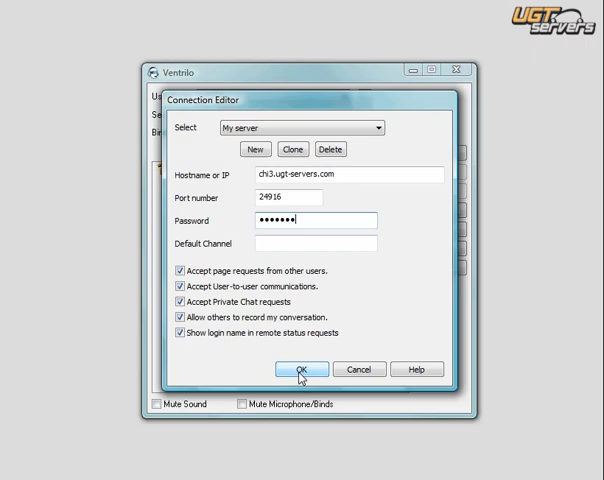 UGT
servers
Ventrilo
Connection Editor
Select My server
New Clone Delete
Hostname or IP chi3.ugt-servers.com
Port number 24916
Password •••••••
Default Channel
Accept page requests from other users.
Accept User-to-user communications.
Accept Private Chat requests
Allow others to record my conversation.
Show login name in remote status requests
OK Cancel Help
Mute Sound Mute Microphone/Binds